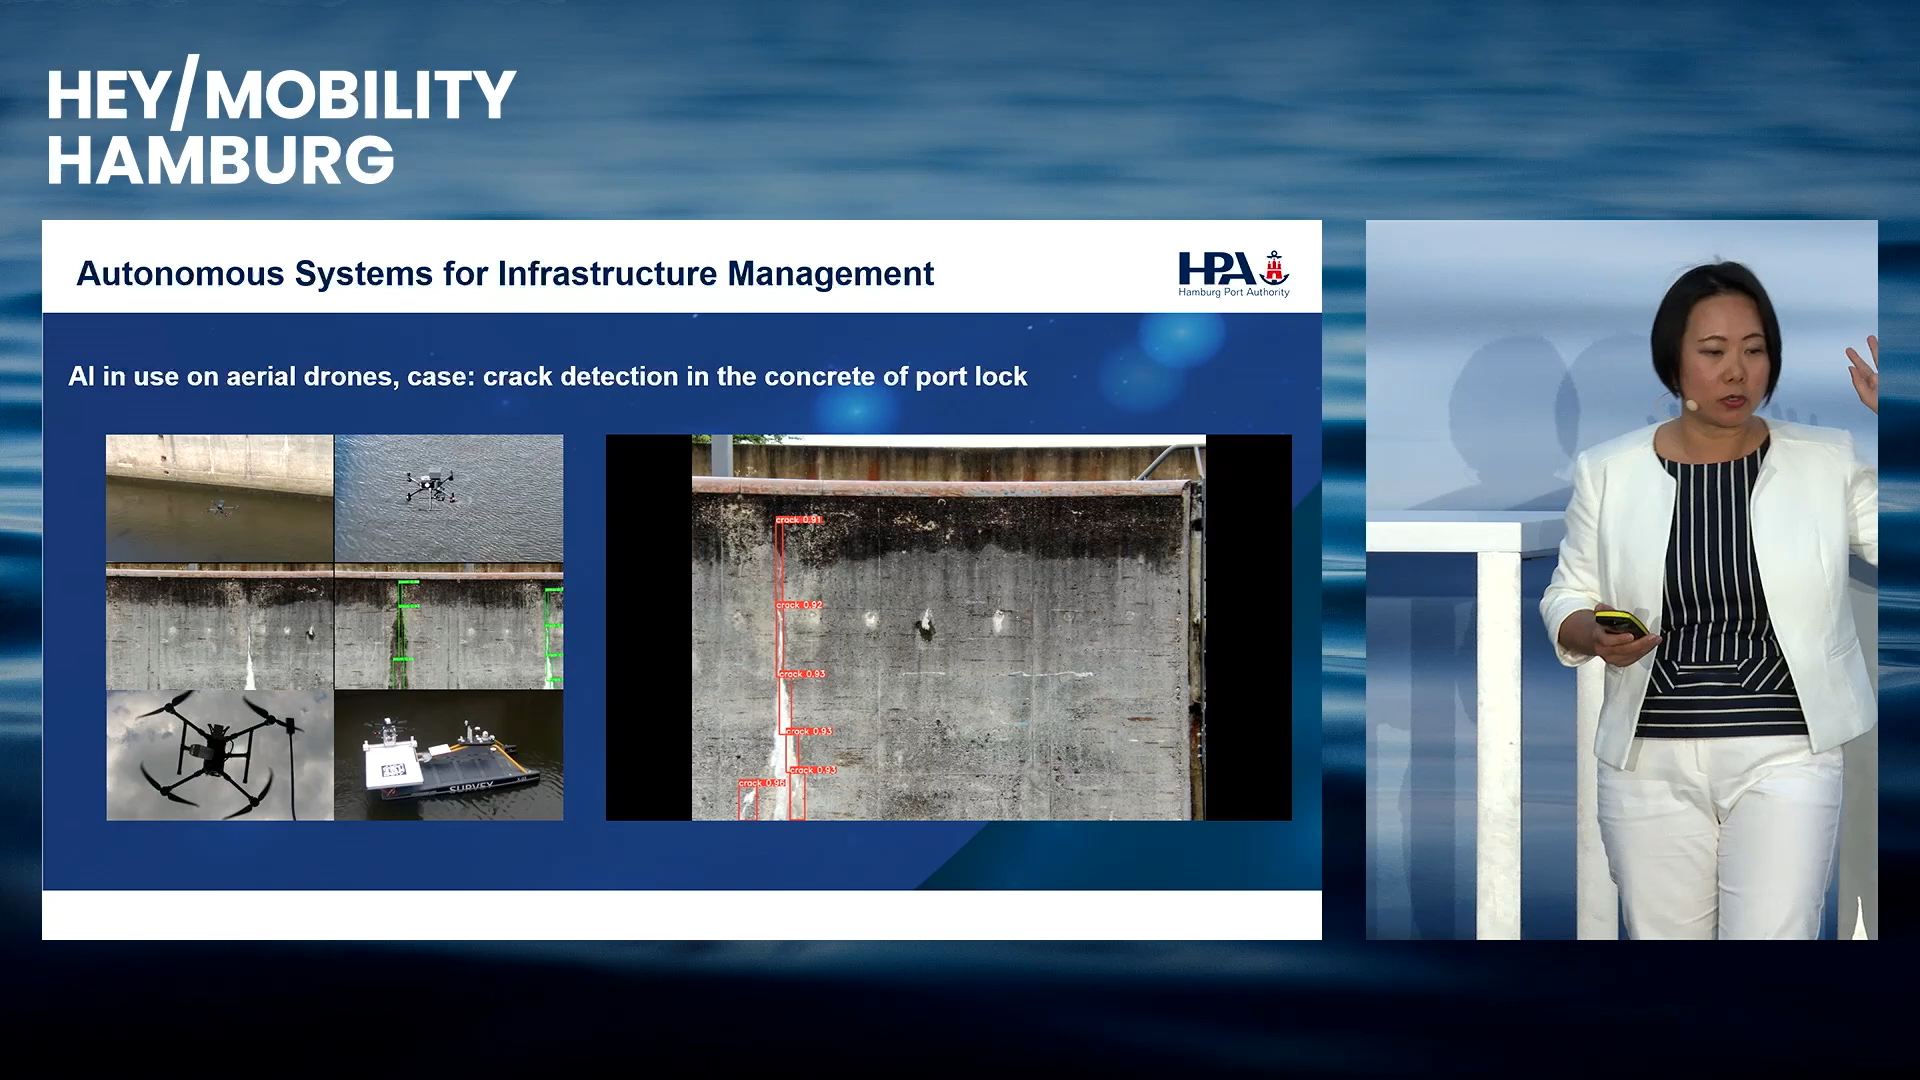 HEY/MOBILITY
HAMBURG
Autonomous Systems for Infrastructure Management
HPA
Hamburg Port Authority
AI in use on aerial drones, case: crack detection in the concrete of port lock
crack 0.91
crack 0.92
crack 0.93
crack 0.93
crack 0.93
crack
SURVEY